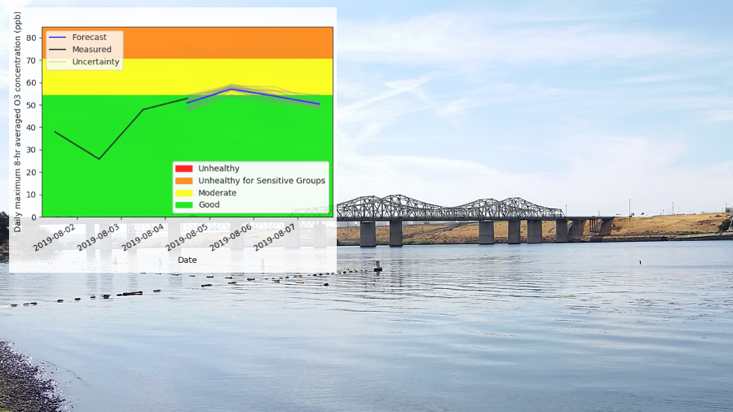 Daily maximum 8-hr averaged O3 concentration (ppb)
80
70
60
50
40
30
20
10
0
Forecast
Measured
Uncertainty
Unhealthy
Unhealthy for Sensitive Groups
Moderate
Good
2019-08-02
2019-08-03
2019-08-04
2019-08-05
2019-08-06
2019-08-07
Date